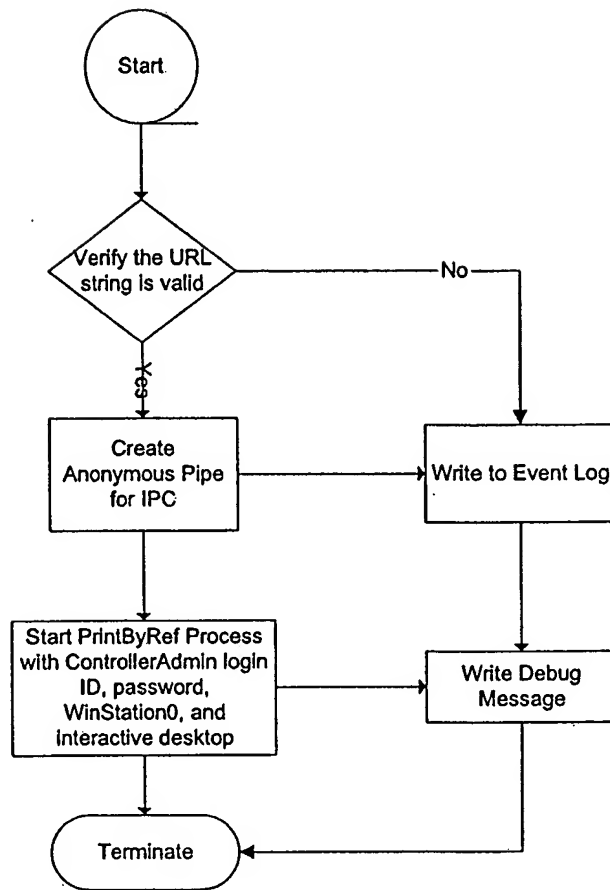 Start
Verify the URL
string is valid
No
Yes
Create
Anonymous Pipe
for IPC
Write to Event Log
Start PrintByRef Process
with ControllerAdmin login
ID, password,
WinStation0, and
interactive desktop
Write Debug
Message
Terminate